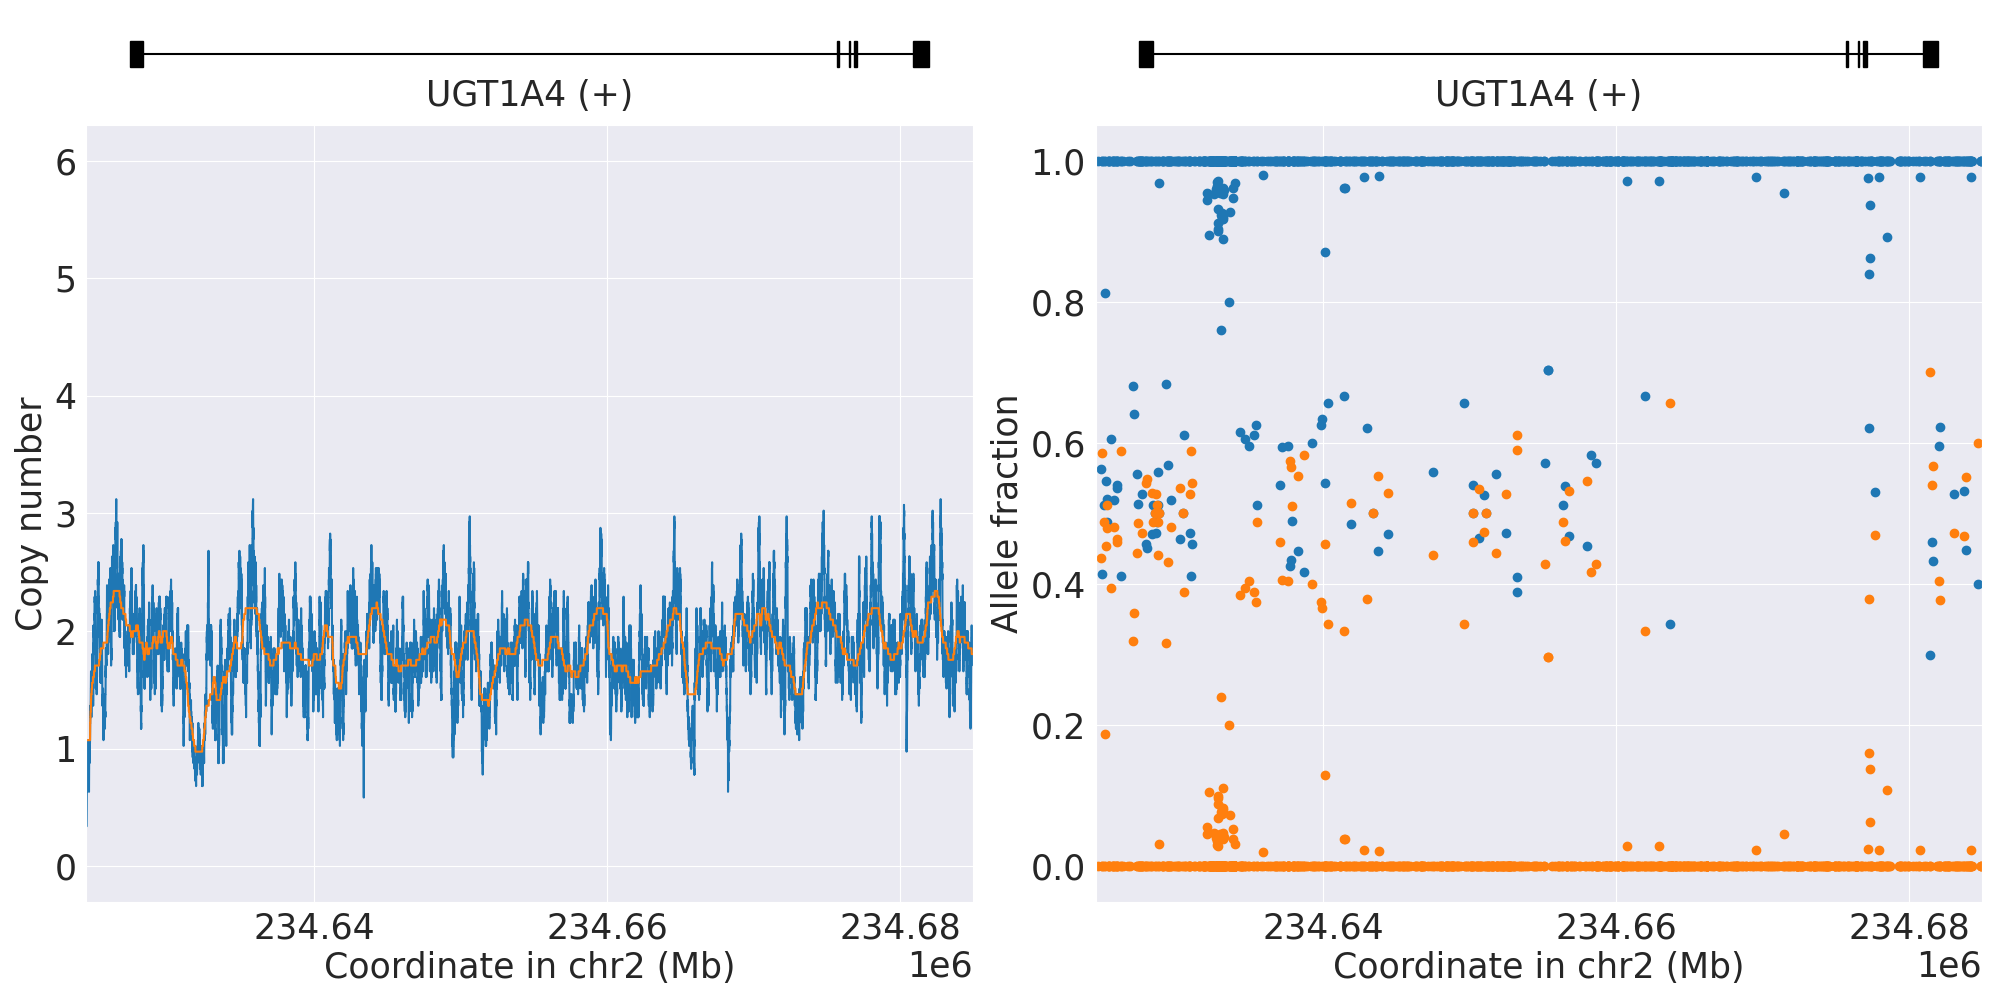 UGT1A4 (+)
6
5
4
3
2
1
0
Copy number
234.64 234.66 234.68
Coordinate in chr2 (Mb)
1e6
UGT1A4 (+)
1.0
0.8
0.6
0.4
0.2
0.0
Allele fraction
234.64 234.66 234.68
Coordinate in chr2 (Mb)
1e6